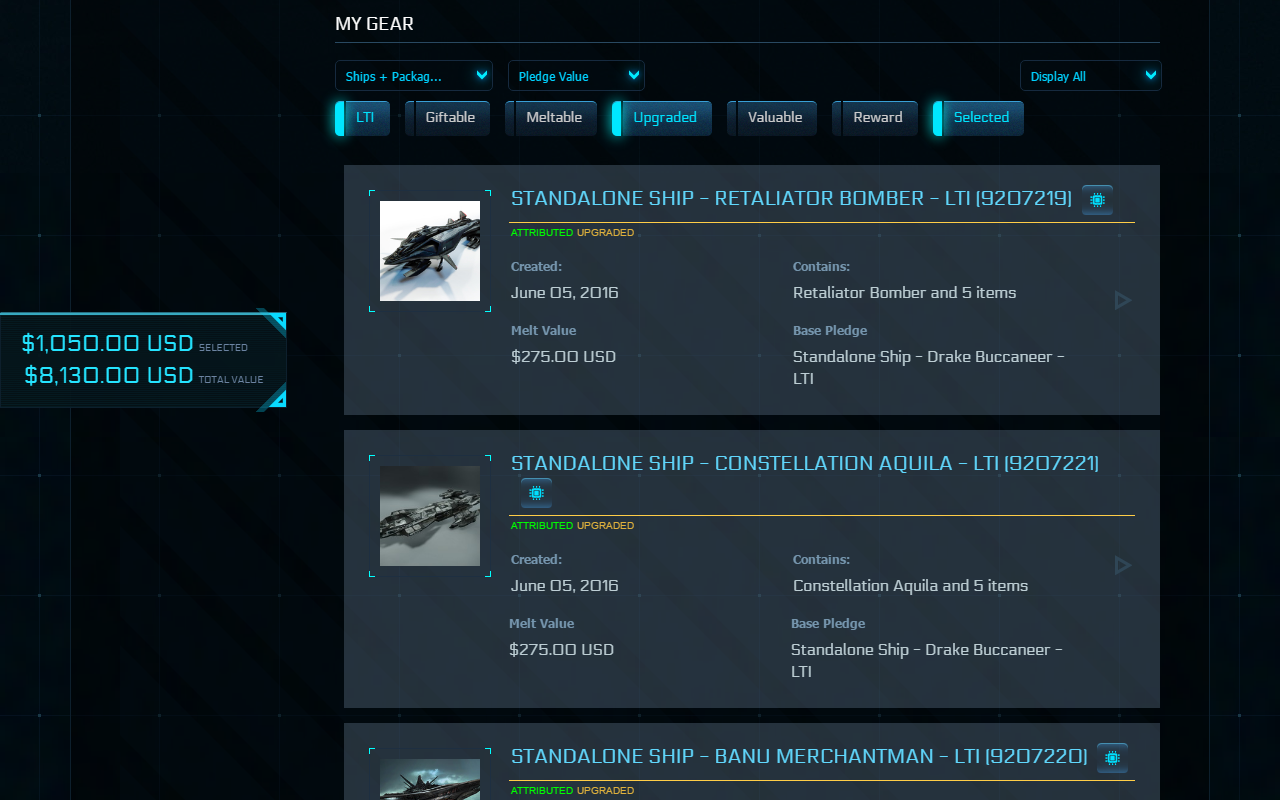 MY GEAR
Ships + Packag... Pledge Value Display All
LTI Giftable Meltable Upgraded Valuable Reward Selected
STANDALONE SHIP - RETALIATOR BOMBER - LTI (9207219)
ATTRIBUTED UPGRADED
Created:
June 05, 2016
Contains:
Retaliator Bomber and 5 items
Melt Value
$275.00 USD
Base Pledge
Standalone Ship - Drake Buccaneer -
LTI
$1,050.00 USD SELECTED
$8,130.00 USD TOTAL VALUE
STANDALONE SHIP - CONSTELLATION AQUILA - LTI (9207221)
ATTRIBUTED UPGRADED
Created:
June 05, 2016
Contains:
Constellation Aquila and 5 items
Melt Value
$275.00 USD
Base Pledge
Standalone Ship - Drake Buccaneer -
LTI
STANDALONE SHIP - BANU MERCHANTMAN - LTI (9207220)
ATTRIBUTED UPGRADED